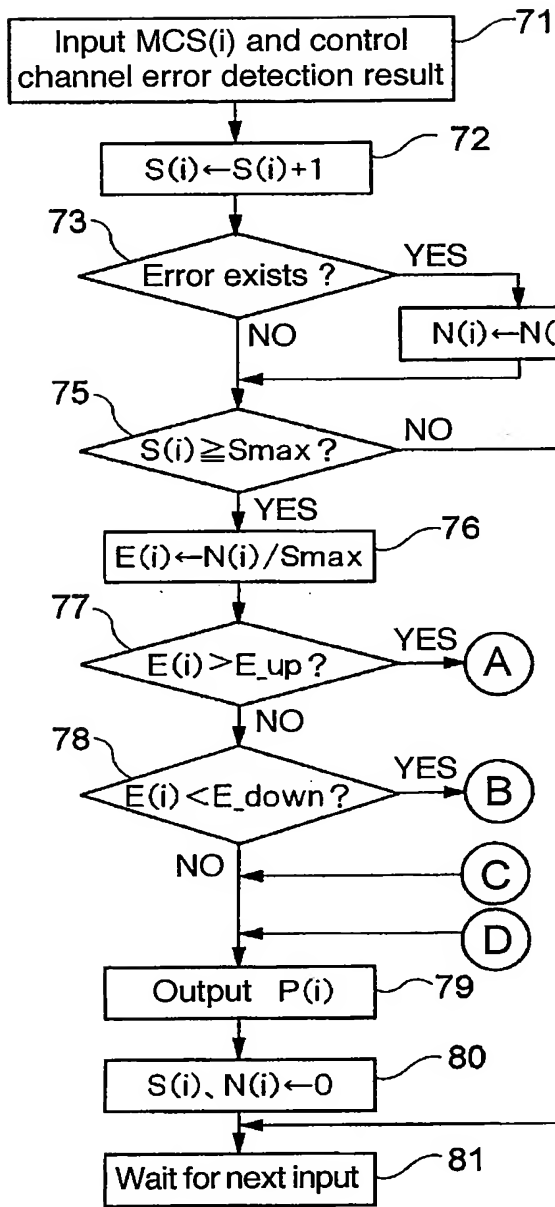 71
Input MCS(i) and control
channel error detection result
72
S(i)←S(i)+1
73
Error exists ?
YES
NO
N(i)←N(
75
S(i)≧Smax ?
NO
YES
76
E(i)←N(i)/Smax
77
E(i)>E_up ?
YES
A
NO
78
E(i)<E_down ?
YES
B
NO
C
D
Output P(i)
79
80
S(i)、N(i)←0
81
Wait for next input